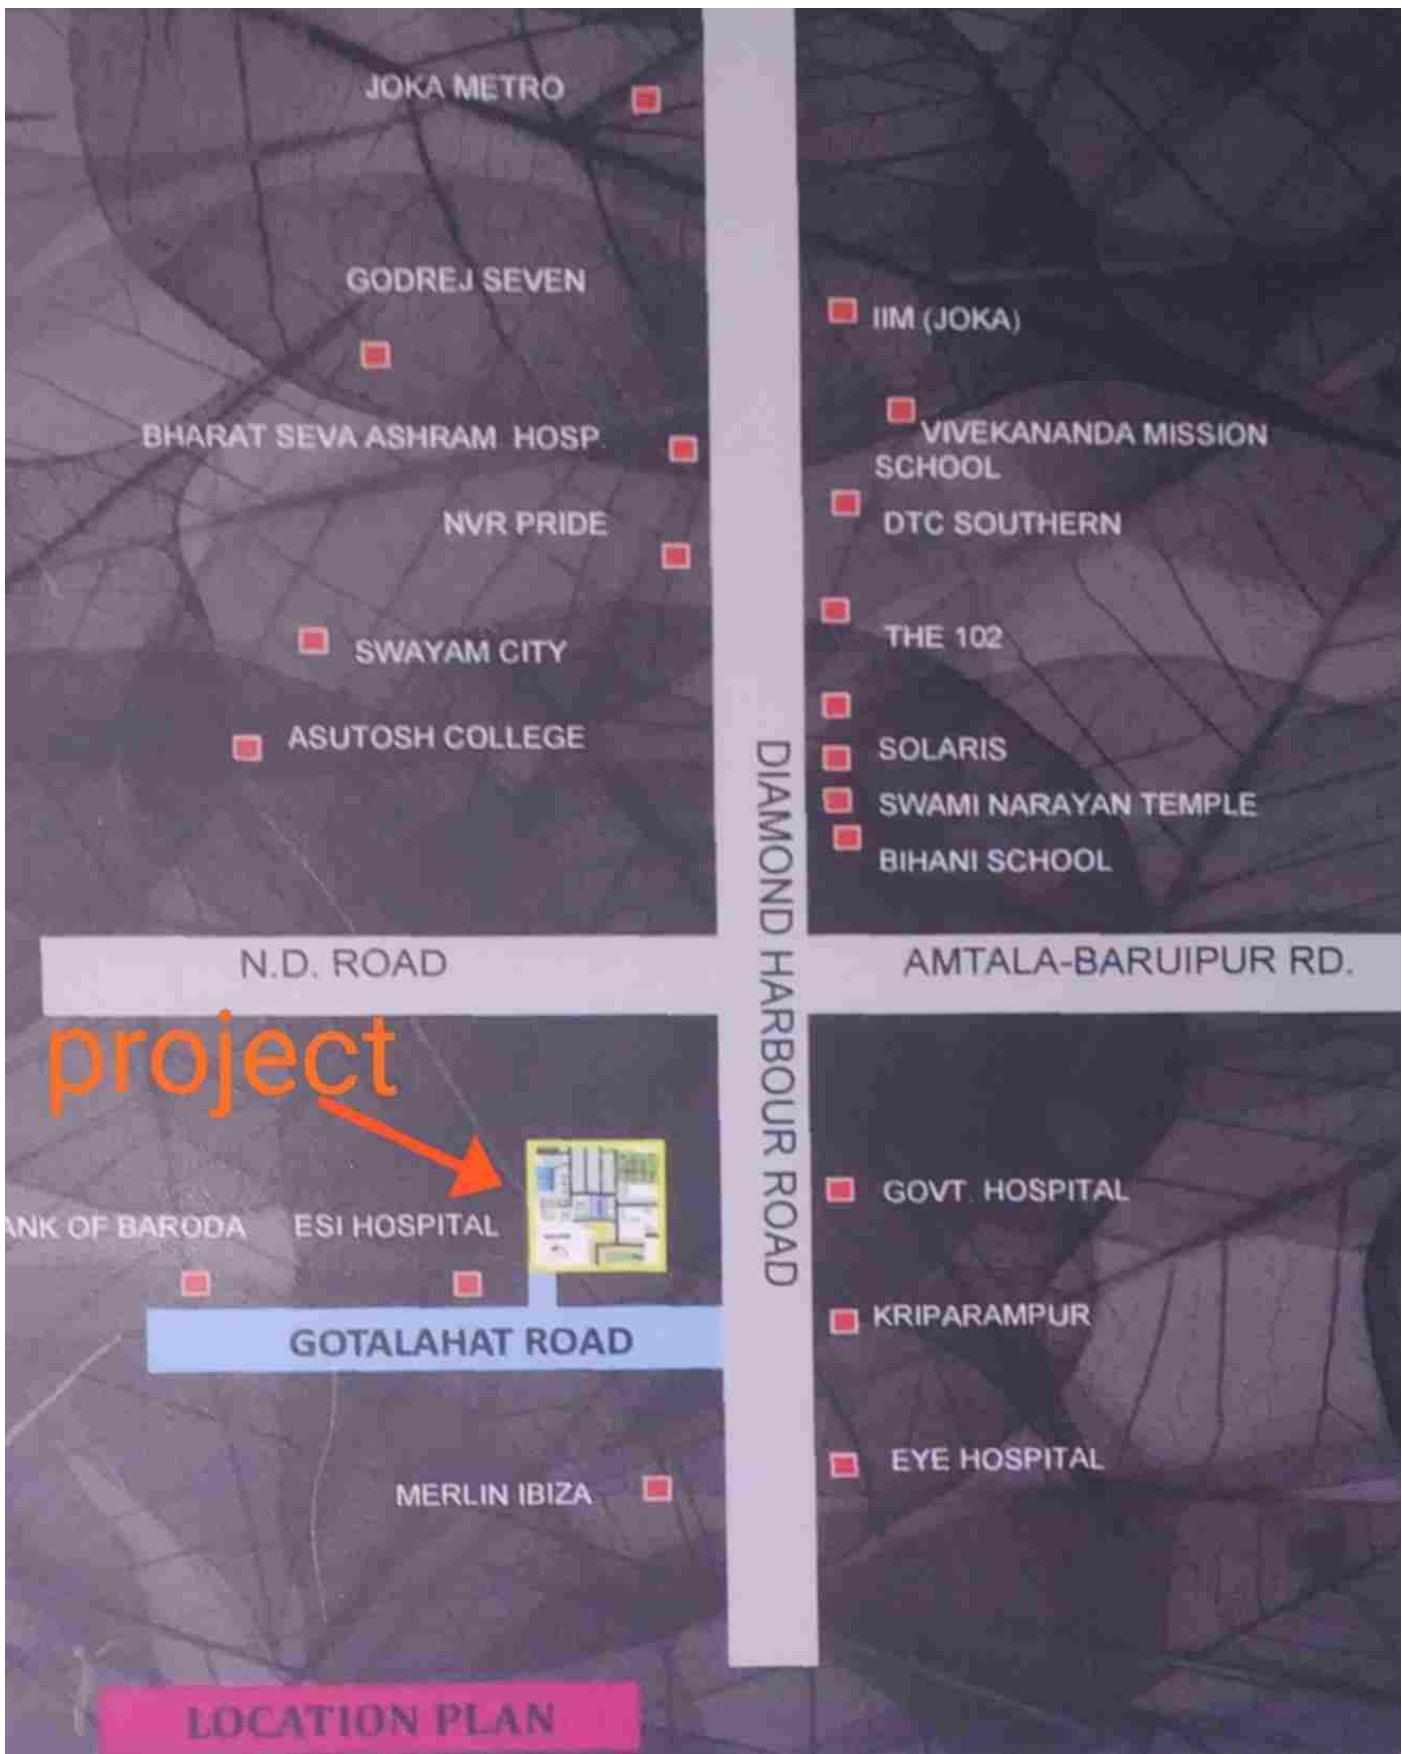 JOKA METRO
GODREJ SEVEN
IIM (JOKA)
BHARAT SEVA ASHRAM HOSP.
VIVEKANANDA MISSION
SCHOOL
NVR PRIDE
DTC SOUTHERN
THE 102
SWAYAM CITY
ASUTOSH COLLEGE
SOLARIS
SWAMI NARAYAN TEMPLE
BIHANI SCHOOL
DIAMOND HARBOUR ROAD
N.D. ROAD
AMTALA-BARUIPUR RD.
project
GOVT. HOSPITAL
ANK OF BARODA
ESI HOSPITAL
KRIPARAMPUR
GOTALAHAT ROAD
EYE HOSPITAL
MERLIN IBIZA
LOCATION PLAN